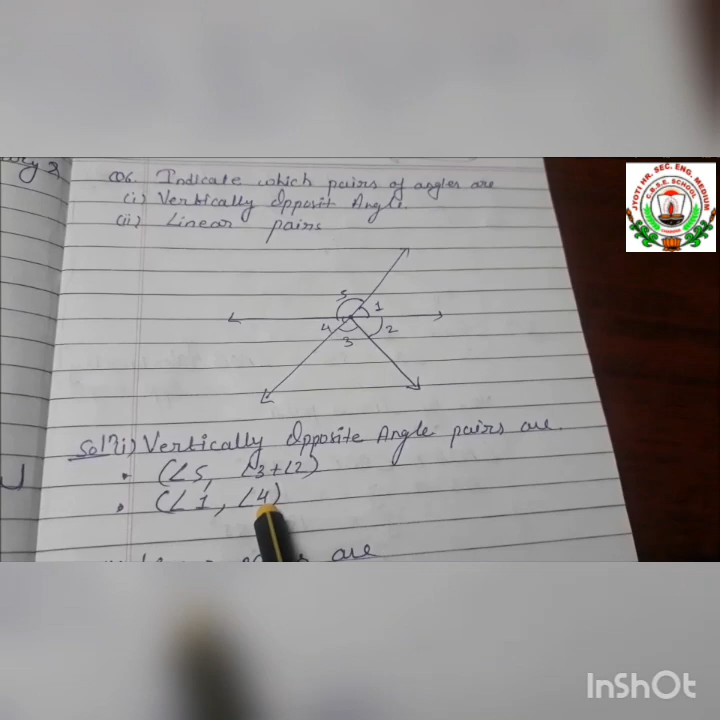 Q6. Indicate which pairs of angles are
(i) Vertically Opposit Angle.
(ii) Linear pairs
5
1
4
2
3
Solⁿ(i) Vertically Opposite Angle pairs are.
• (∠5, ∠3+∠2)
• (∠1, ∠4)
are
JYOTI HR. SEC. ENG. MEDIUM
C.B.S.E. SCHOOL
InShOt